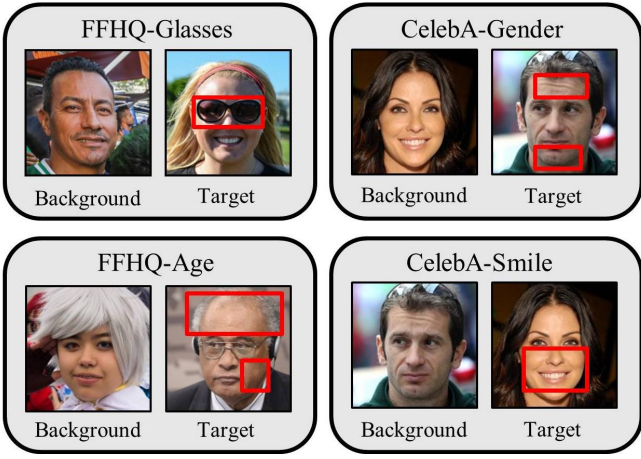 FFHQ-Glasses
Background Target
CelebA-Gender
Background Target
FFHQ-Age
Background Target
CelebA-Smile
Background Target